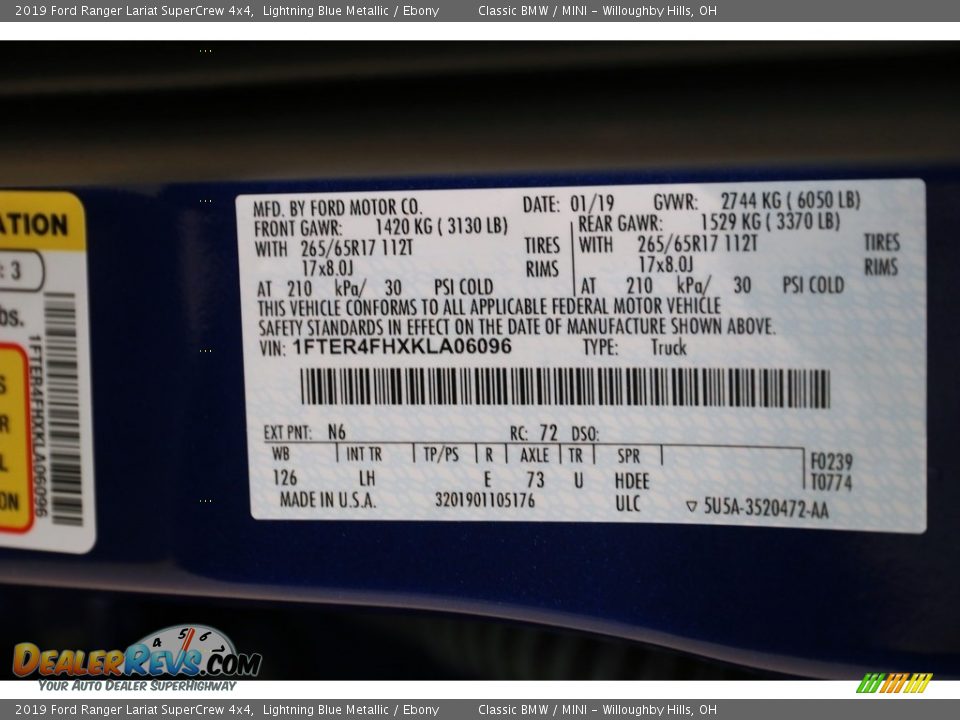 2019 Ford Ranger Lariat SuperCrew 4x4,  Lightning Blue Metallic / Ebony Classic BMW / MINI - Willoughby Hills, OH
MFD. BY FORD MOTOR CO. DATE: 01/19 GVWR: 2744 KG ( 6050 LB)
FRONT GAWR: 1420 KG ( 3130 LB) REAR GAWR: 1529 KG ( 3370 LB)
WITH 265/65R17 112T TIRES WITH 265/65R17 112T TIRES
17x8.0J RIMS 17x8.0J RIMS
AT 210 kPa/ 30 PSI COLD AT 210 kPa/ 30 PSI COLD
THIS VEHICLE CONFORMS TO ALL APPLICABLE FEDERAL MOTOR VEHICLE
SAFETY STANDARDS IN EFFECT ON THE DATE OF MANUFACTURE SHOWN ABOVE.
VIN: 1FTER4FHXKLA06096 TYPE: Truck
EXT PNT: N6 RC: 72 DSO:
WB INT TR TP/PS R AXLE TR SPR F0239
126 LH E 73 U HDEE T0774
MADE IN U.S.A. 3201901105176 ULC ▽ 5U5A-3520472-AA
ATION
: 3
bs.
1FTER4FHXKLA06096
S
R
L
ON
4 5 6
DEALERREVS.COM
YOUR AUTO DEALER SUPERHIGHWAY
2019 Ford Ranger Lariat SuperCrew 4x4,  Lightning Blue Metallic / Ebony Classic BMW / MINI - Willoughby Hills, OH